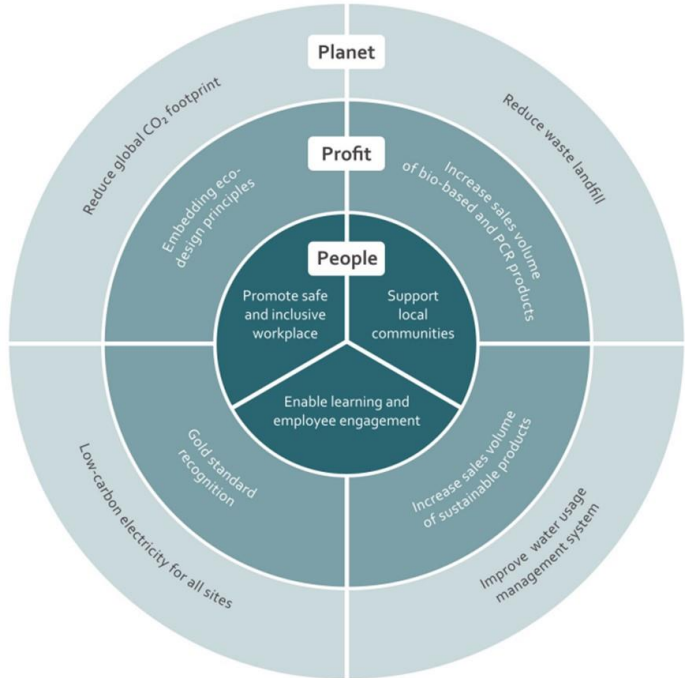 Planet
Reduce global CO₂ footprint
Reduce waste landfill
Low-carbon electricity for all sites
Improve water usage
management system
Profit
Embedding eco-
design principles
Increase sales volume
of bio-based and PCR products
Gold standard
recognition
Increase sales volume
of sustainable products
People
Promote safe
and inclusive
workplace
Support
local
communities
Enable learning and
employee engagement